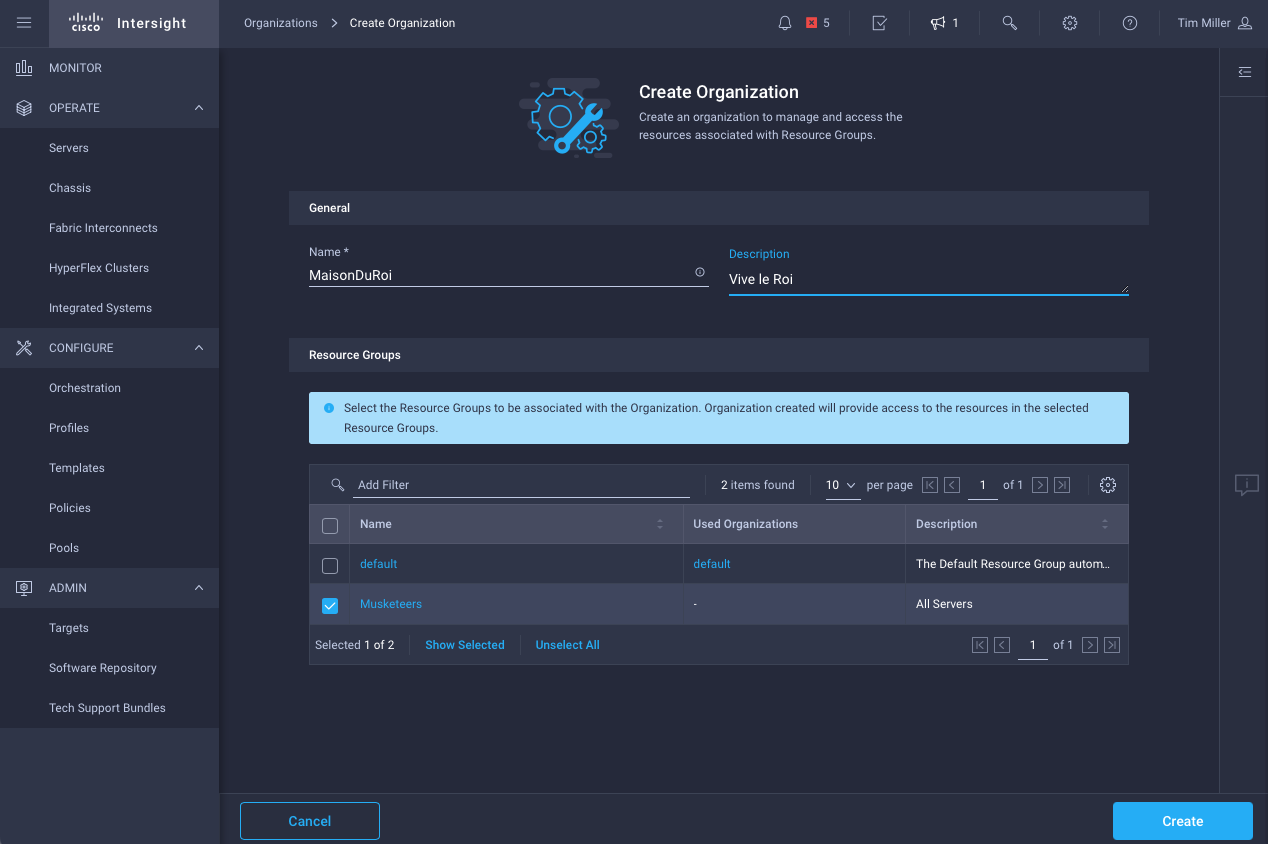 CISCO Intersight
Organizations > Create Organization
5
1
Tim Miller
MONITOR
OPERATE
Servers
Chassis
Fabric Interconnects
HyperFlex Clusters
Integrated Systems
CONFIGURE
Orchestration
Profiles
Templates
Policies
Pools
ADMIN
Targets
Software Repository
Tech Support Bundles
Create Organization
Create an organization to manage and access the
resources associated with Resource Groups.
General
Name *
MaisonDuRoi
Description
Vive le Roi
Resource Groups
Select the Resource Groups to be associated with the Organization. Organization created will provide access to the resources in the selected
Resource Groups.
Add Filter 2 items found 10 per page 1 of 1
Name Used Organizations Description
default default The Default Resource Group autom...
Musketeers - All Servers
Selected 1 of 2 Show Selected Unselect All 1 of 1
Cancel Create